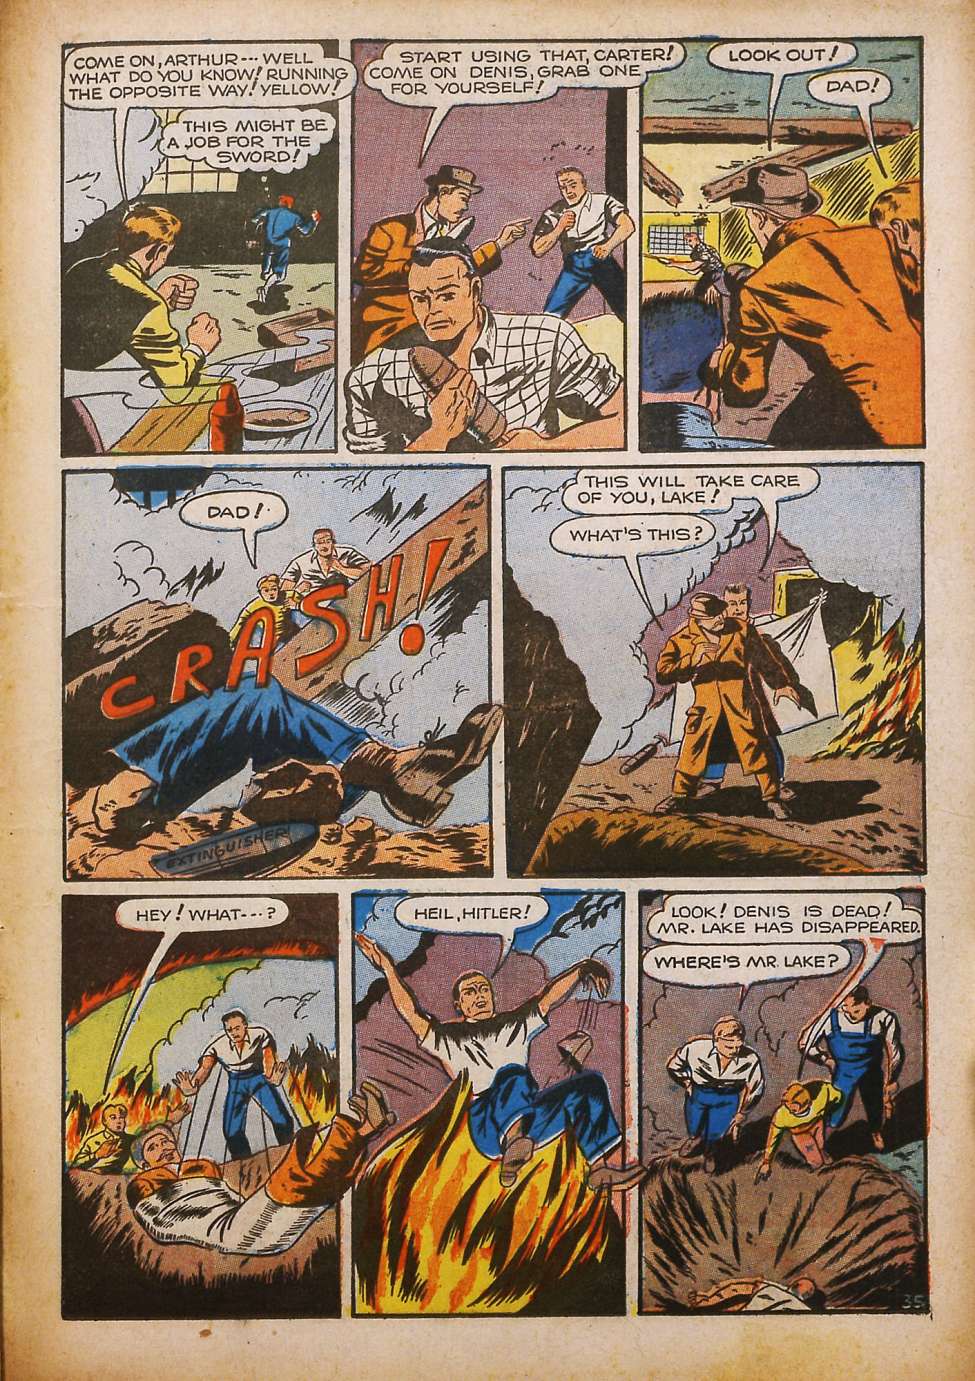 COME ON, ARTHUR--- WELL
WHAT DO YOU KNOW! RUNNING
THE OPPOSITE WAY! YELLOW!
THIS MIGHT BE
A JOB FOR THE
SWORD!
START USING THAT, CARTER!
COME ON DENIS, GRAB ONE
FOR YOURSELF!
LOOK OUT!
DAD!
DAD!
CRASH!
EXTINGUISHER
THIS WILL TAKE CARE
OF YOU, LAKE!
WHAT'S THIS?
HEY! WHAT---?
HEIL, HITLER!
LOOK! DENIS IS DEAD!
MR. LAKE HAS DISAPPEARED.
WHERE'S MR. LAKE?
35